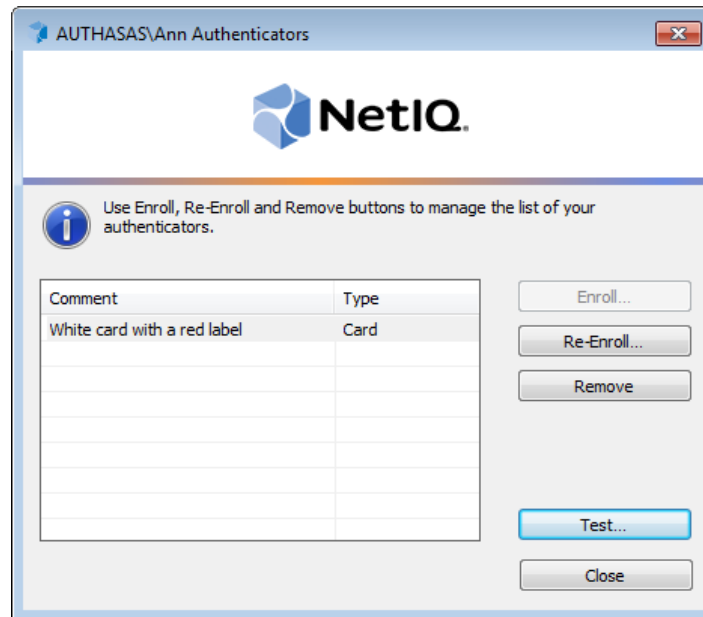 AUTHASAS\Ann Authenticators
NetIQ.
Use Enroll, Re-Enroll and Remove buttons to manage the list of your
authenticators.
Comment Type
White card with a red label Card
Enroll...
Re-Enroll...
Remove
Test...
Close